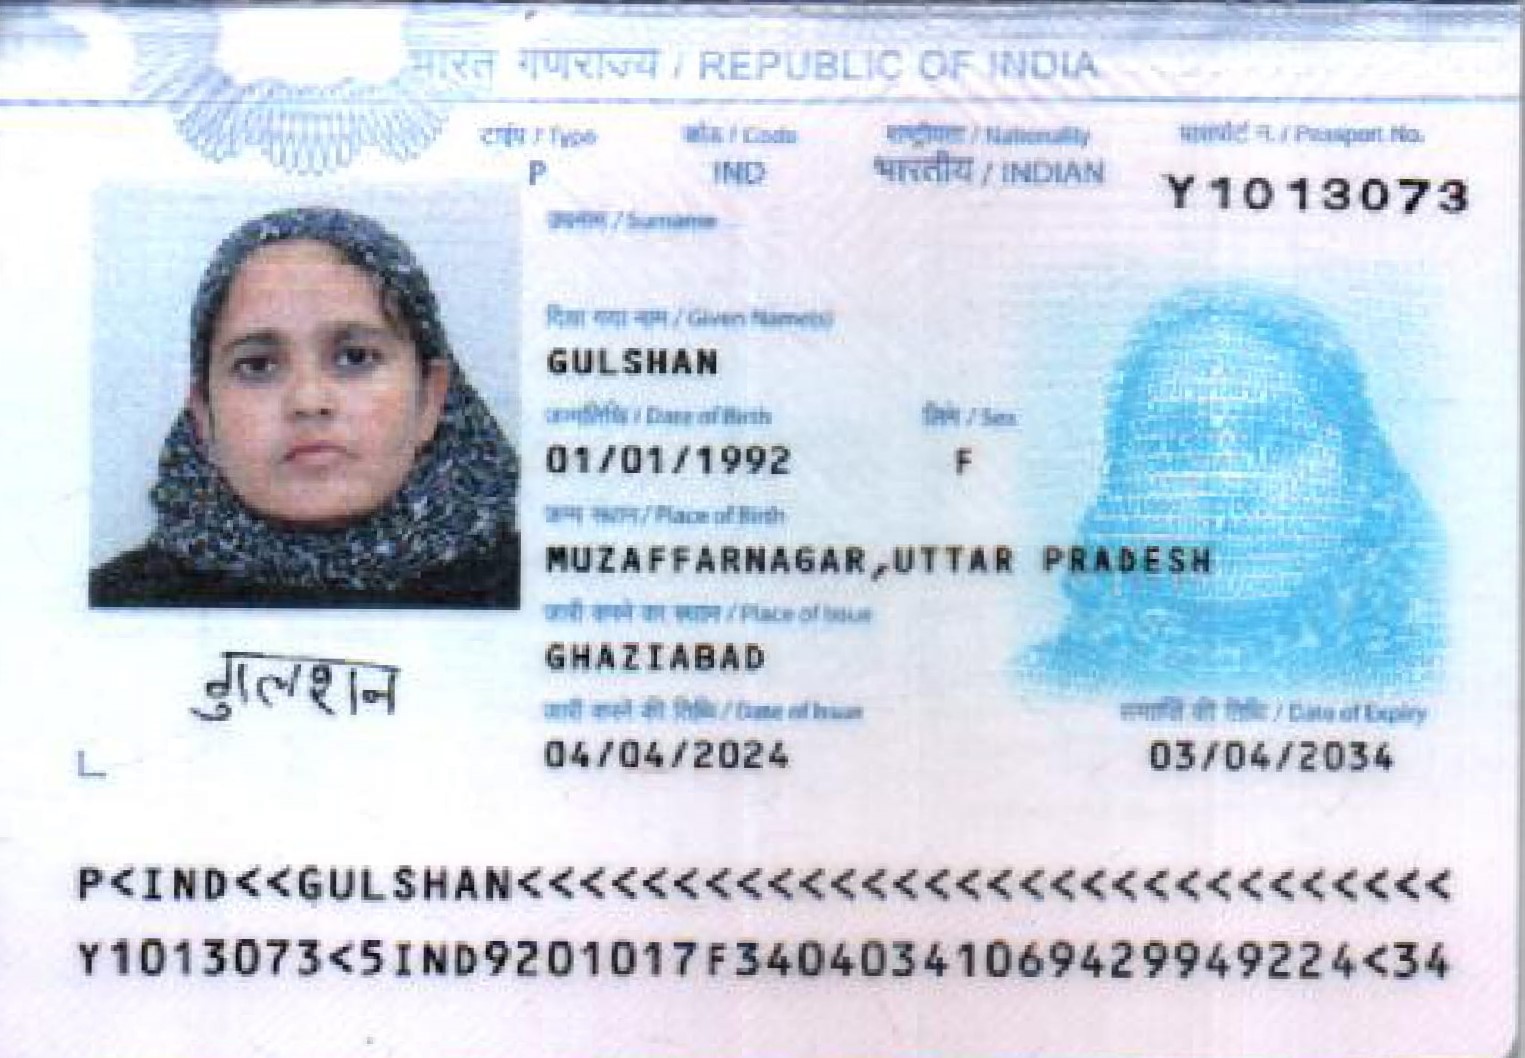 भारत गणराज्य / REPUBLIC OF INDIA
टाईप / Type कोड / Code राष्ट्रीयता / Nationality पासपोर्ट न. / Passport No.
P IND भारतीय / INDIAN Y1013073
उपनाम / Surname
दिया गया नाम / Given Name(s)
GULSHAN
जन्मतिथि / Date of Birth लिंग / Sex
01/01/1992 F
जन्म स्थान / Place of Birth
MUZAFFARNAGAR,UTTAR PRADESH
जारी करने का स्थान / Place of Issue
GHAZIABAD
गुलशन
जारी करने की तिथि / Date of Issue समाप्ति की तिथि / Date of Expiry
04/04/2024 03/04/2034
P<IND<<GULSHAN<<<<<<<<<<<<<<<<<<<<<<<<<<<<<<
Y1013073<5IND9201017F34040341069429949224<34